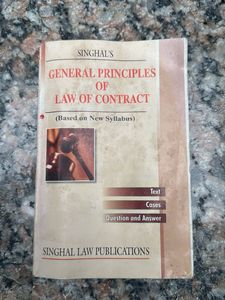 SINGHAL'S
GENERAL PRINCIPLES
OF
LAW OF CONTRACT
(Based on New Syllabus)
Text
Cases
Question and Answer
SINGHAL LAW PUBLICATIONS